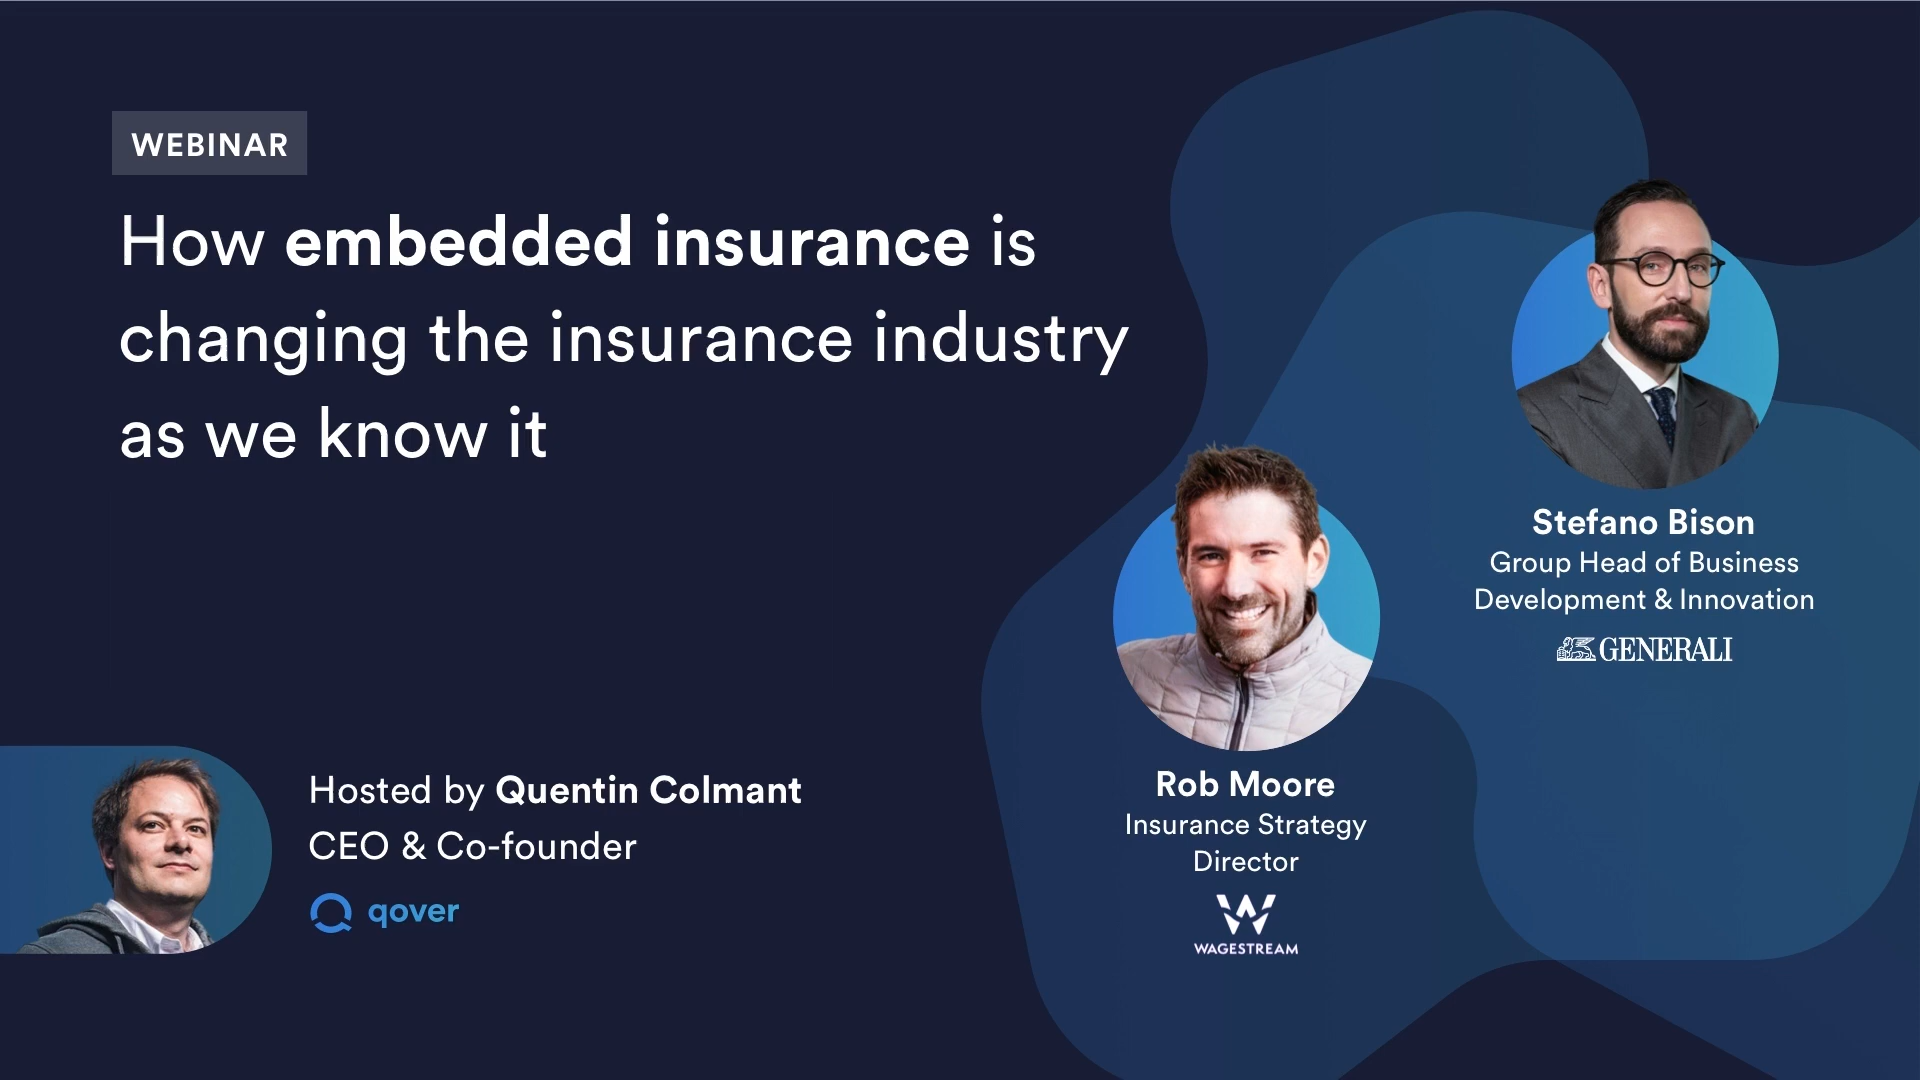 WEBINAR
How embedded insurance is
changing the insurance industry
as we know it
Stefano Bison
Group Head of Business
Development & Innovation
GENERALI
Rob Moore
Insurance Strategy
Director
WAGESTREAM
Hosted by Quentin Colmant
CEO & Co-founder
qover